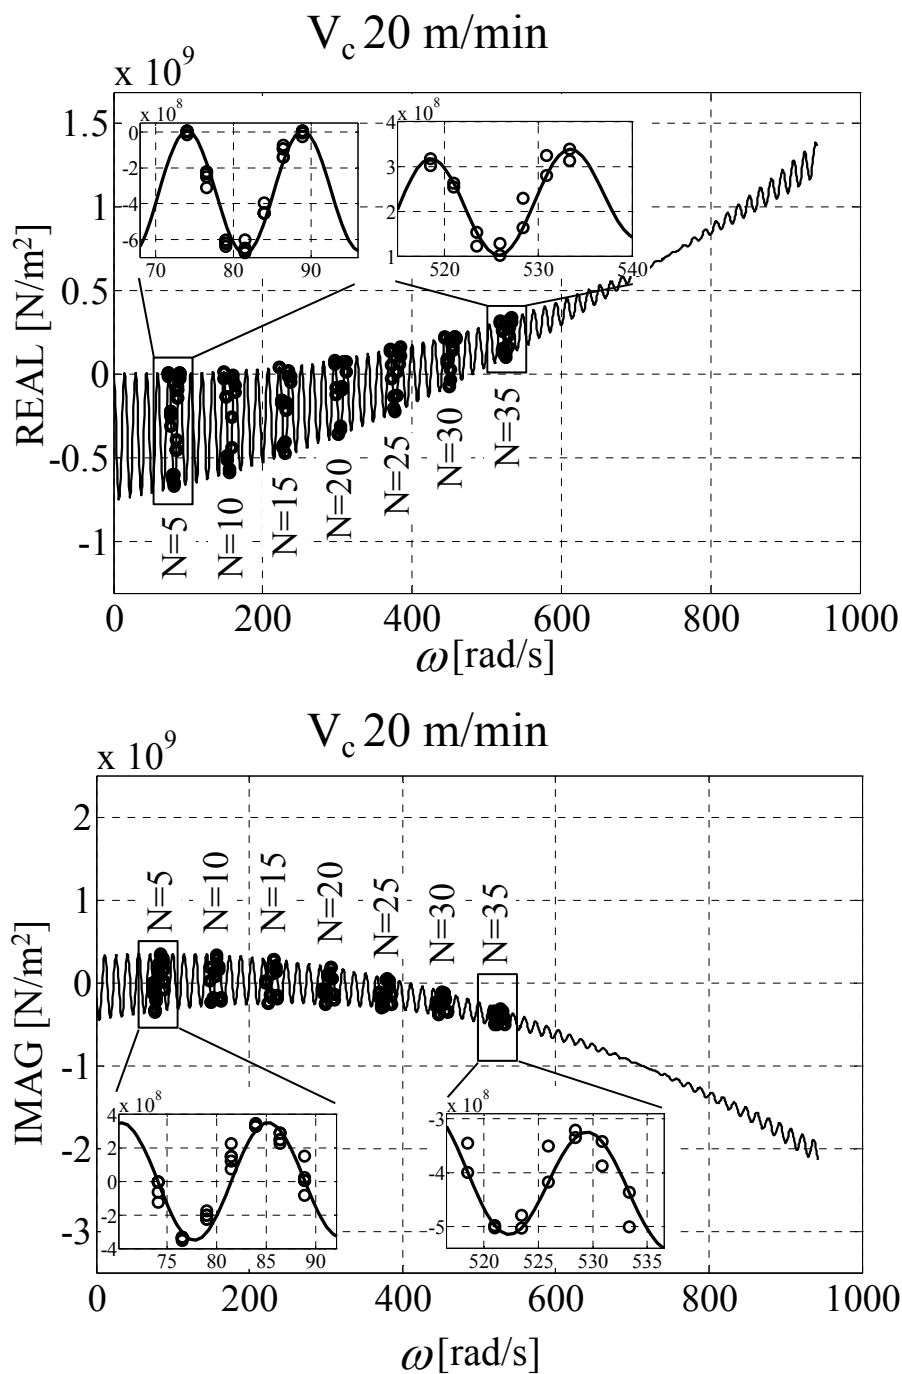 V_c 20 m/min
x 10^9
REAL [N/m^2]
1.5
1
0.5
0
-0.5
-1
x 10^8
0
-2
-4
-6
70 80 90
x 10^8
4
3
2
1
520 530 540
N=5 N=10 N=15 N=20 N=25 N=30 N=35
0 200 400 600 800 1000
ω [rad/s]
V_c 20 m/min
x 10^9
IMAG [N/m^2]
2
1
0
-1
-2
-3
N=5 N=10 N=15 N=20 N=25 N=30 N=35
x 10^8
4
2
0
-2
-4
75 80 85 90
x 10^8
-3
-4
-5
520 525 530 535
0 200 400 600 800 1000
ω [rad/s]